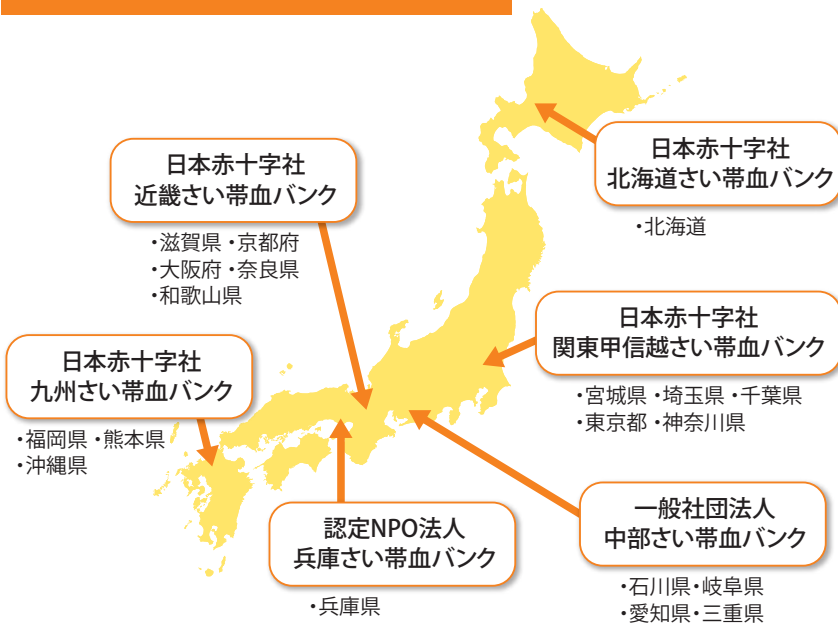 日本赤十字社
北海道さい帯血バンク
・北海道
日本赤十字社
近畿さい帯血バンク
・滋賀県・京都府
・大阪府・奈良県
・和歌山県
日本赤十字社
関東甲信越さい帯血バンク
・宮城県・埼玉県・千葉県
・東京都・神奈川県
日本赤十字社
九州さい帯血バンク
・福岡県・熊本県
・沖縄県
認定NPO法人
兵庫さい帯血バンク
・兵庫県
一般社団法人
中部さい帯血バンク
・石川県・岐阜県
・愛知県・三重県